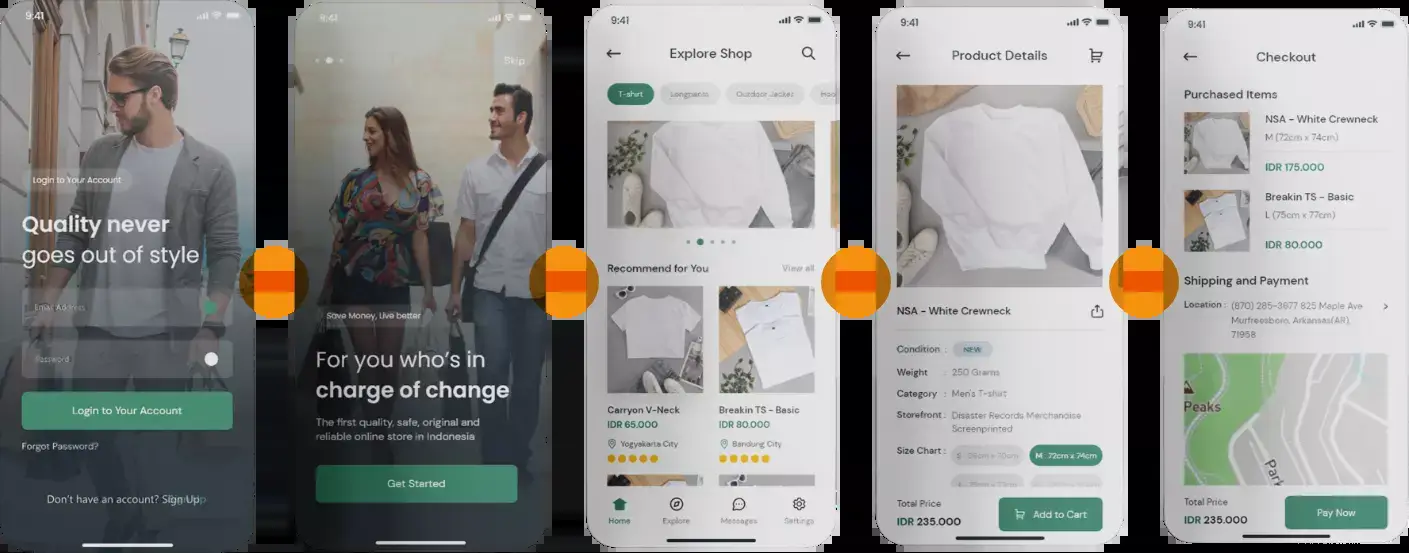 9:41
Login to Your Account
Quality never
goes out of style
Email Address
Password
Login to Your Account
Forgot Password?
Don't have an account? Sign Up
9:41
Skip
Save Money, Live better
For you who's in
charge of change
The first quality, safe, original and
reliable online store in Indonesia
Get Started
9:41
Explore Shop
T-shirt
Longpants
Outdoor Jacket
Recommend for You
View all
Carryon V-Neck
IDR 65.000
Yogyakarta City
Breakin TS - Basic
IDR 80.000
Bandung City
Home
Explore
Messages
Settings
9:41
Product Details
NSA - White Crewneck
Condition : NEW
Weight : 250 Grams
Category : Men's T-shirt
Storefront : Disaster Records Merchandise
Screenprinted
Size Chart :
M : 72cm x 74cm
Total Price
IDR 235.000
Add to Cart
9:41
Checkout
Purchased Items
NSA - White Crewneck
M (72cm x 74cm)
IDR 175.000
Breakin TS - Basic
L (75cm x 77cm)
IDR 80.000
Shipping and Payment
Location : (870) 285-3677 825 Maple Ave
Murfreesboro, Arkansas(AR),
71958
Peaks
Park
Total Price
IDR 235.000
Pay Now